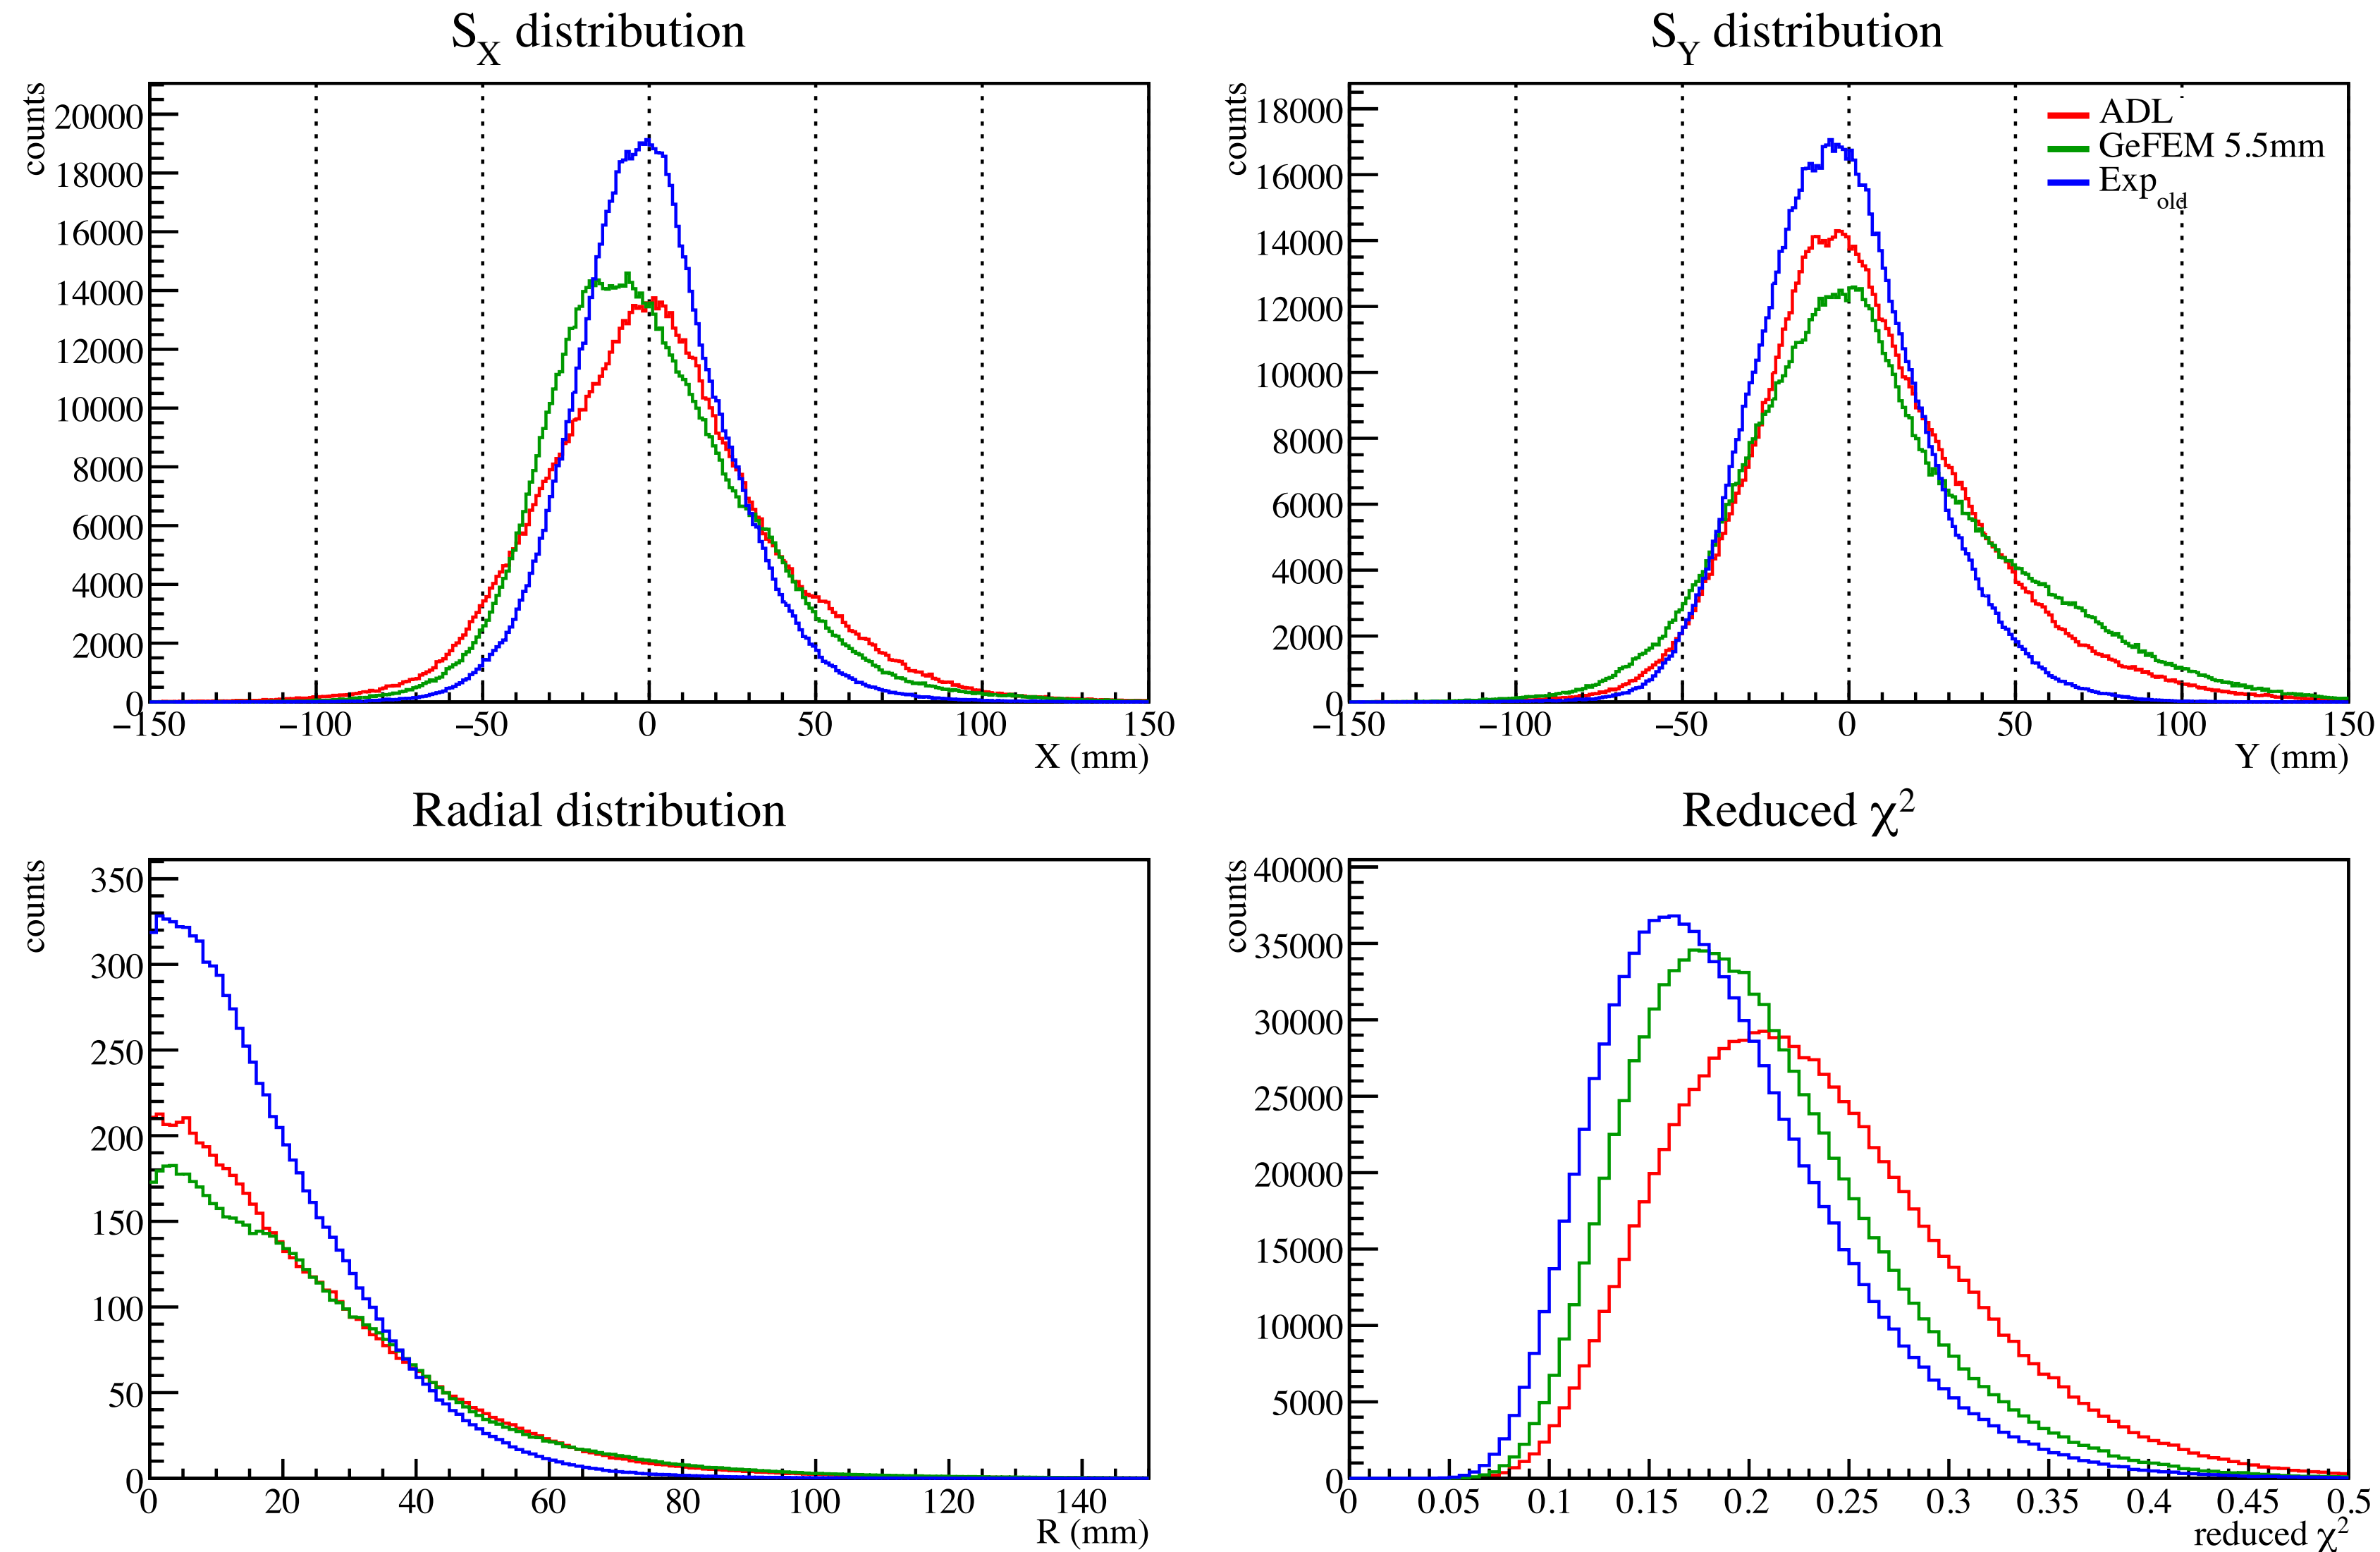 S_X distribution
counts
20000
18000
16000
14000
12000
10000
8000
6000
4000
2000
0
−150 −100 −50 0 50 100 150
X (mm)
S_Y distribution
counts
18000
16000
14000
12000
10000
8000
6000
4000
2000
0
ADL
GeFEM 5.5mm
Exp_old
−150 −100 −50 0 50 100 150
Y (mm)
Radial distribution
counts
350
300
250
200
150
100
50
0
0 20 40 60 80 100 120 140
R (mm)
Reduced χ²
counts
40000
35000
30000
25000
20000
15000
10000
5000
0
0 0.05 0.1 0.15 0.2 0.25 0.3 0.35 0.4 0.45 0.5
reduced χ²